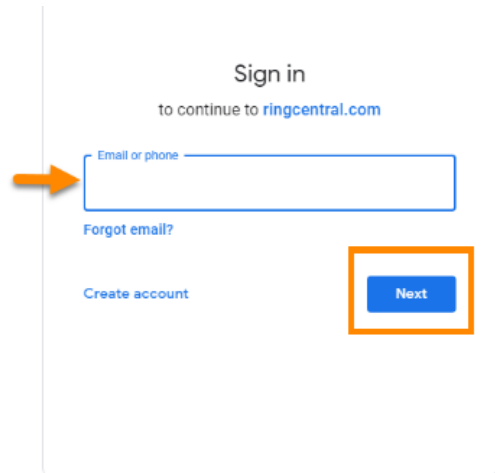 Sign in
to continue to ringcentral.com
Email or phone
Forgot email?
Create account
Next